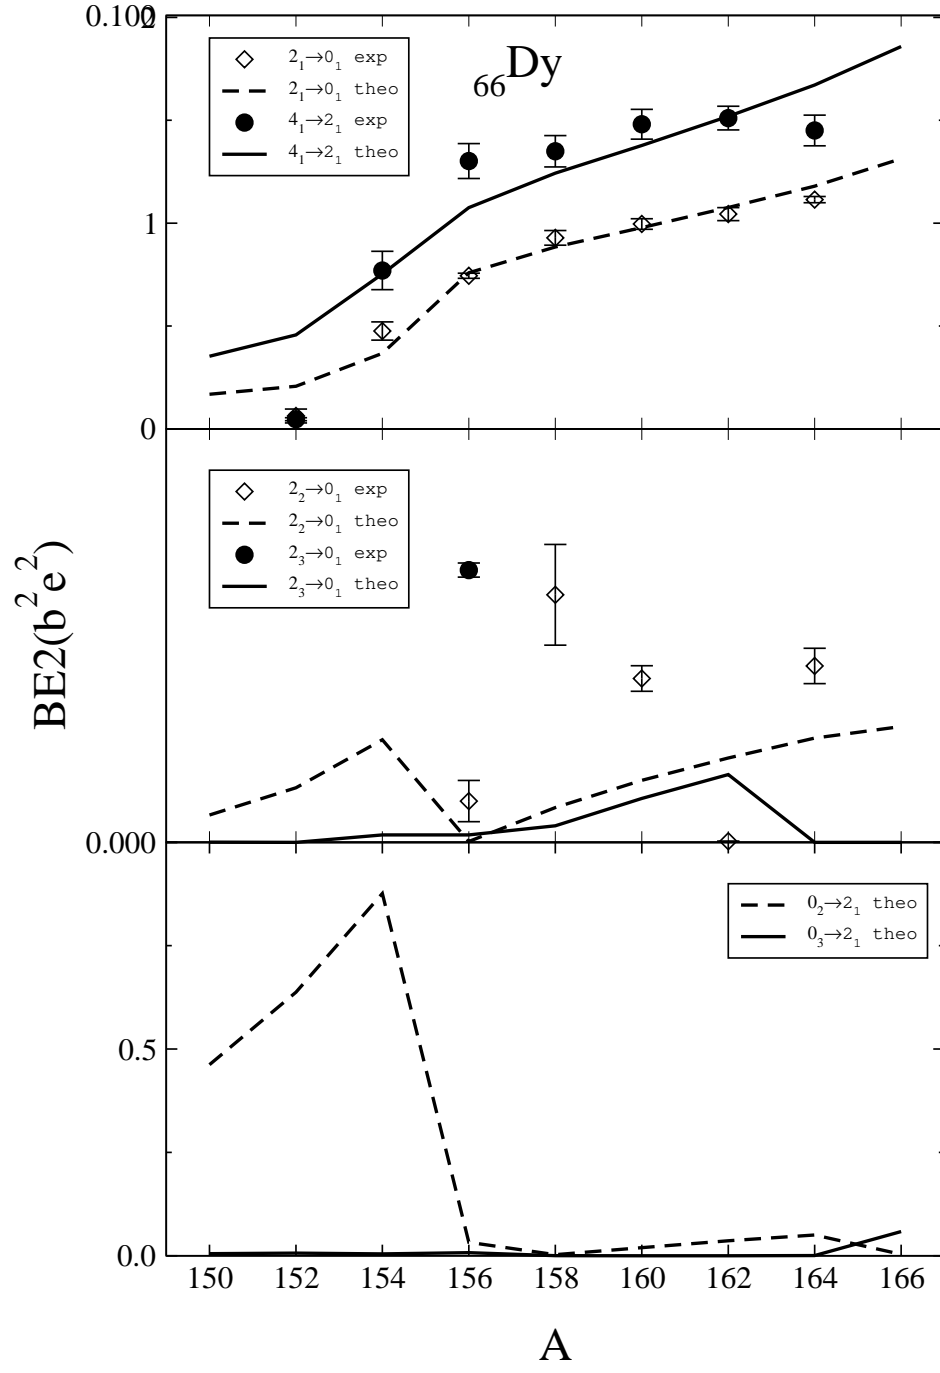 0.100
2
2₁→0₁ exp
2₁→0₁ theo
4₁→2₁ exp
4₁→2₁ theo
₆₆Dy
1
0
2₂→0₁ exp
2₂→0₁ theo
2₃→0₁ exp
2₃→0₁ theo
BE2(b²e²)
0.000
0₂→2₁ theo
0₃→2₁ theo
0.5
0.0
150 152 154 156 158 160 162 164 166
A